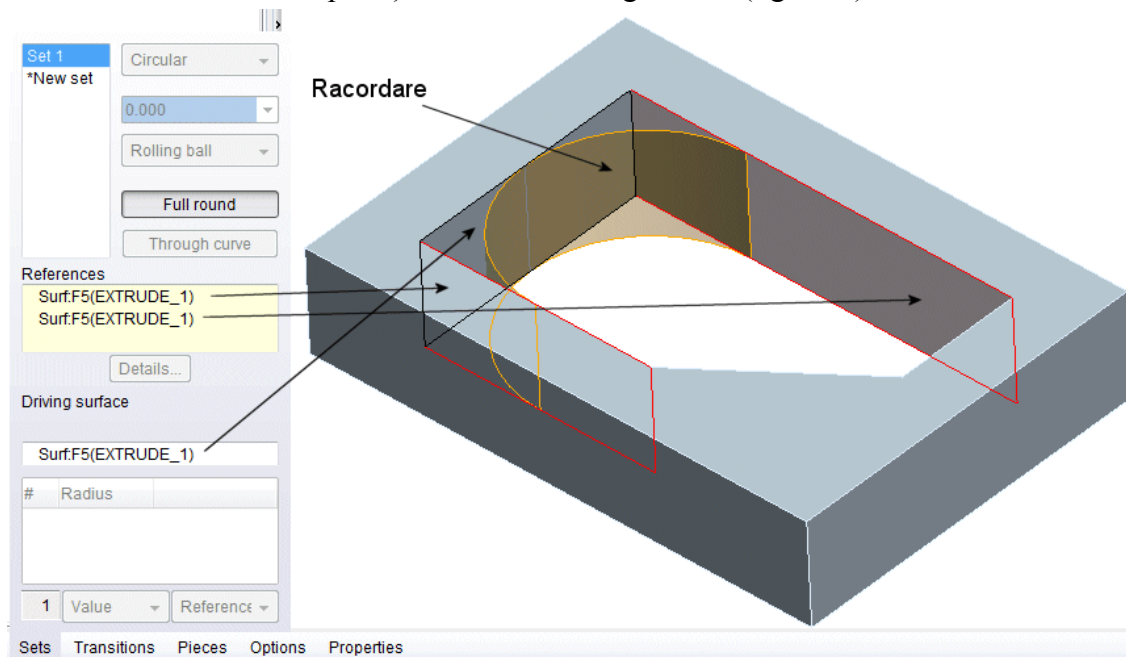 Set 1
*New set
Circular
0.000
Rolling ball
Full round
Through curve
References
Surf:F5(EXTRUDE_1)
Surf:F5(EXTRUDE_1)
Details...
Driving surface
Surf:F5(EXTRUDE_1)
# Radius
1 Value Reference
Sets Transitions Pieces Options Properties
Racordare